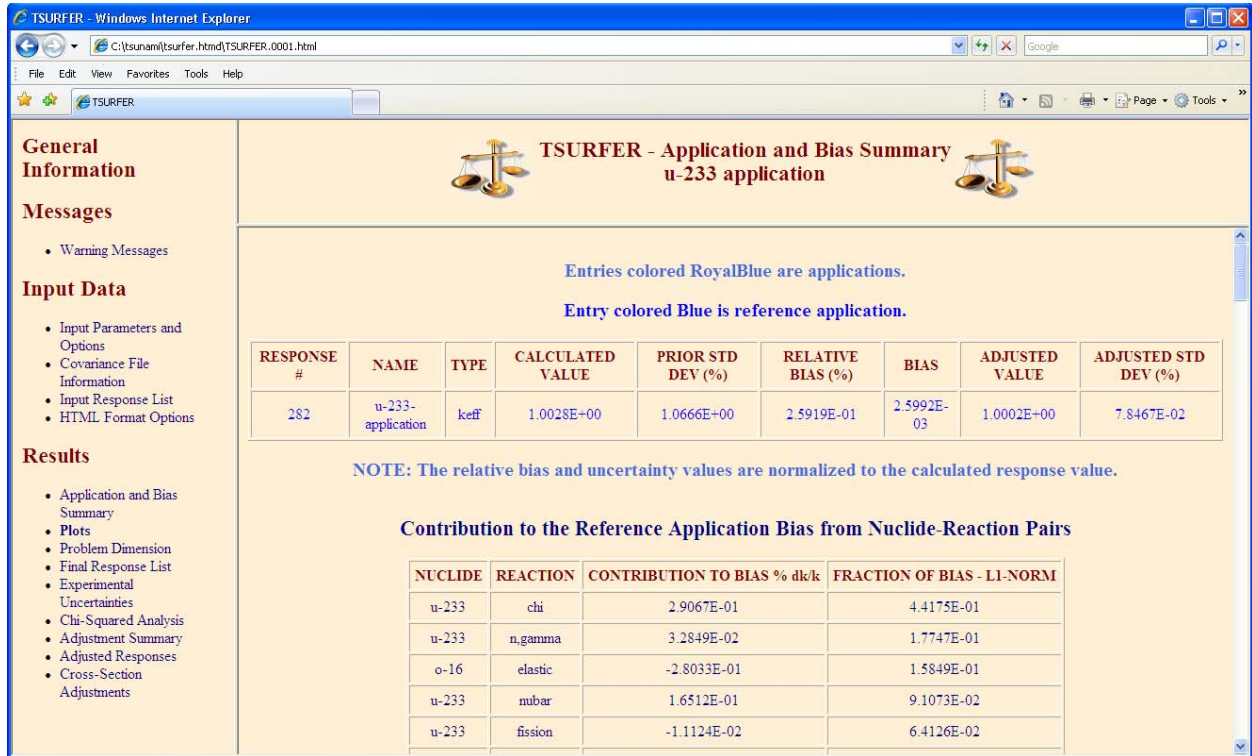 TSURFER - Windows Internet Explorer
C:\tsunami\tsurfer.htmd\TSURFER.0001.html
Google
File Edit View Favorites Tools Help
TSURFER
Page
Tools
General
Information
Messages
Warning Messages
Input Data
Input Parameters and
Options
Covariance File
Information
Input Response List
HTML Format Options
Results
Application and Bias
Summary
Plots
Problem Dimension
Final Response List
Experimental
Uncertainties
Chi-Squared Analysis
Adjustment Summary
Adjusted Responses
Cross-Section
Adjustments
TSURFER - Application and Bias Summary
u-233 application
Entries colored RoyalBlue are applications.
Entry colored Blue is reference application.
RESPONSE # NAME TYPE CALCULATED VALUE PRIOR STD DEV (%) RELATIVE BIAS (%) BIAS ADJUSTED VALUE ADJUSTED STD DEV (%)
282 u-233-application keff 1.0028E+00 1.0666E+00 2.5919E-01 2.5992E-03 1.0002E+00 7.8467E-02
NOTE: The relative bias and uncertainty values are normalized to the calculated response value.
Contribution to the Reference Application Bias from Nuclide-Reaction Pairs
NUCLIDE REACTION CONTRIBUTION TO BIAS % dk/k FRACTION OF BIAS - L1-NORM
u-233 chi 2.9067E-01 4.4175E-01
u-233 n,gamma 3.2849E-02 1.7747E-01
o-16 elastic -2.8033E-01 1.5849E-01
u-233 nubar 1.6512E-01 9.1073E-02
u-233 fission -1.1124E-02 6.4126E-02